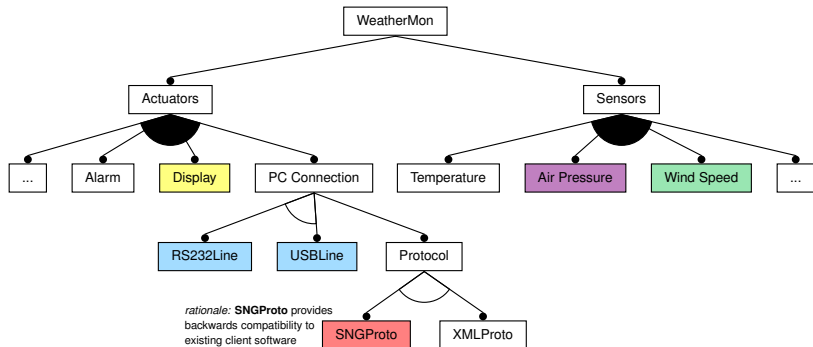 WeatherMon
Actuators
Sensors
...
Alarm
Display
PC Connection
Temperature
Air Pressure
Wind Speed
...
RS232Line
USBLine
Protocol
rationale: SNGProto provides
backwards compatibility to
existing client software
SNGProto
XMLProto